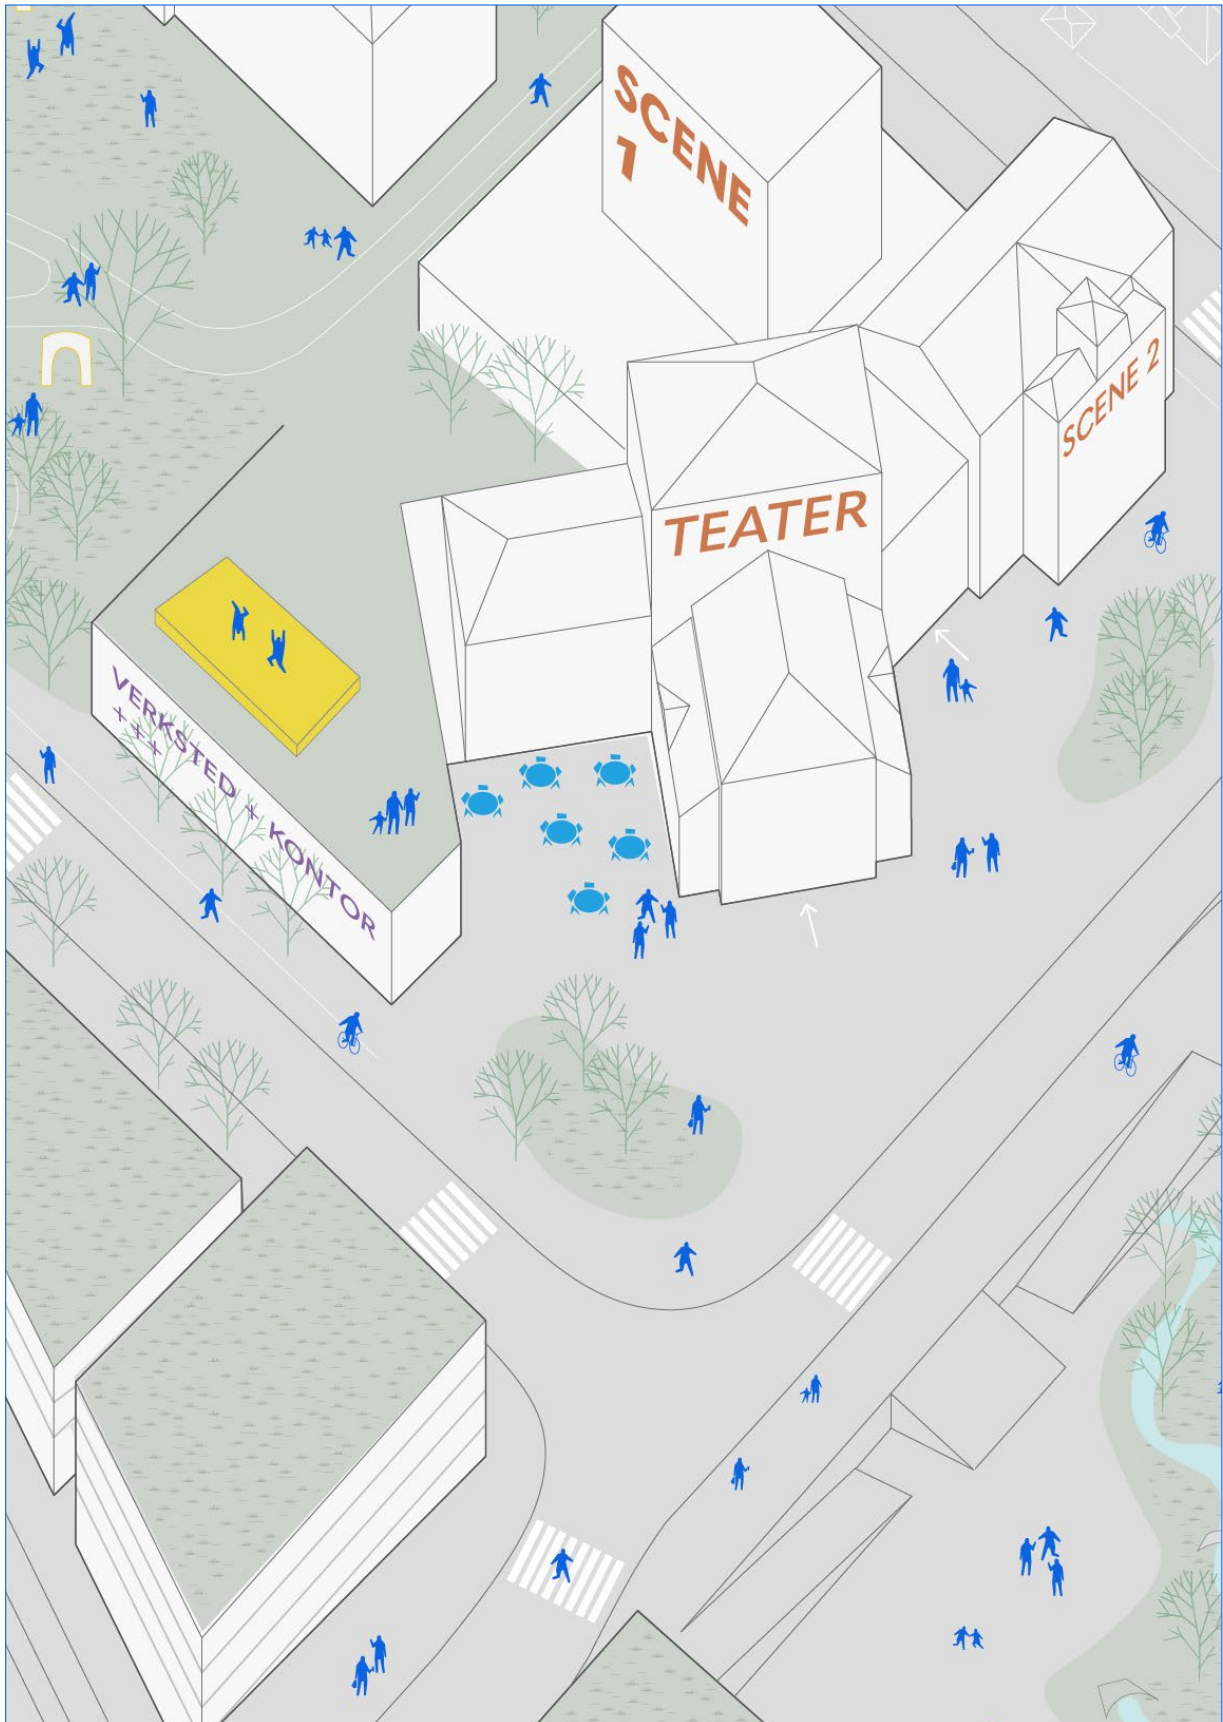 SCENE
1
SCENE 2
TEATER
VERKSTED + KONTOR
+++